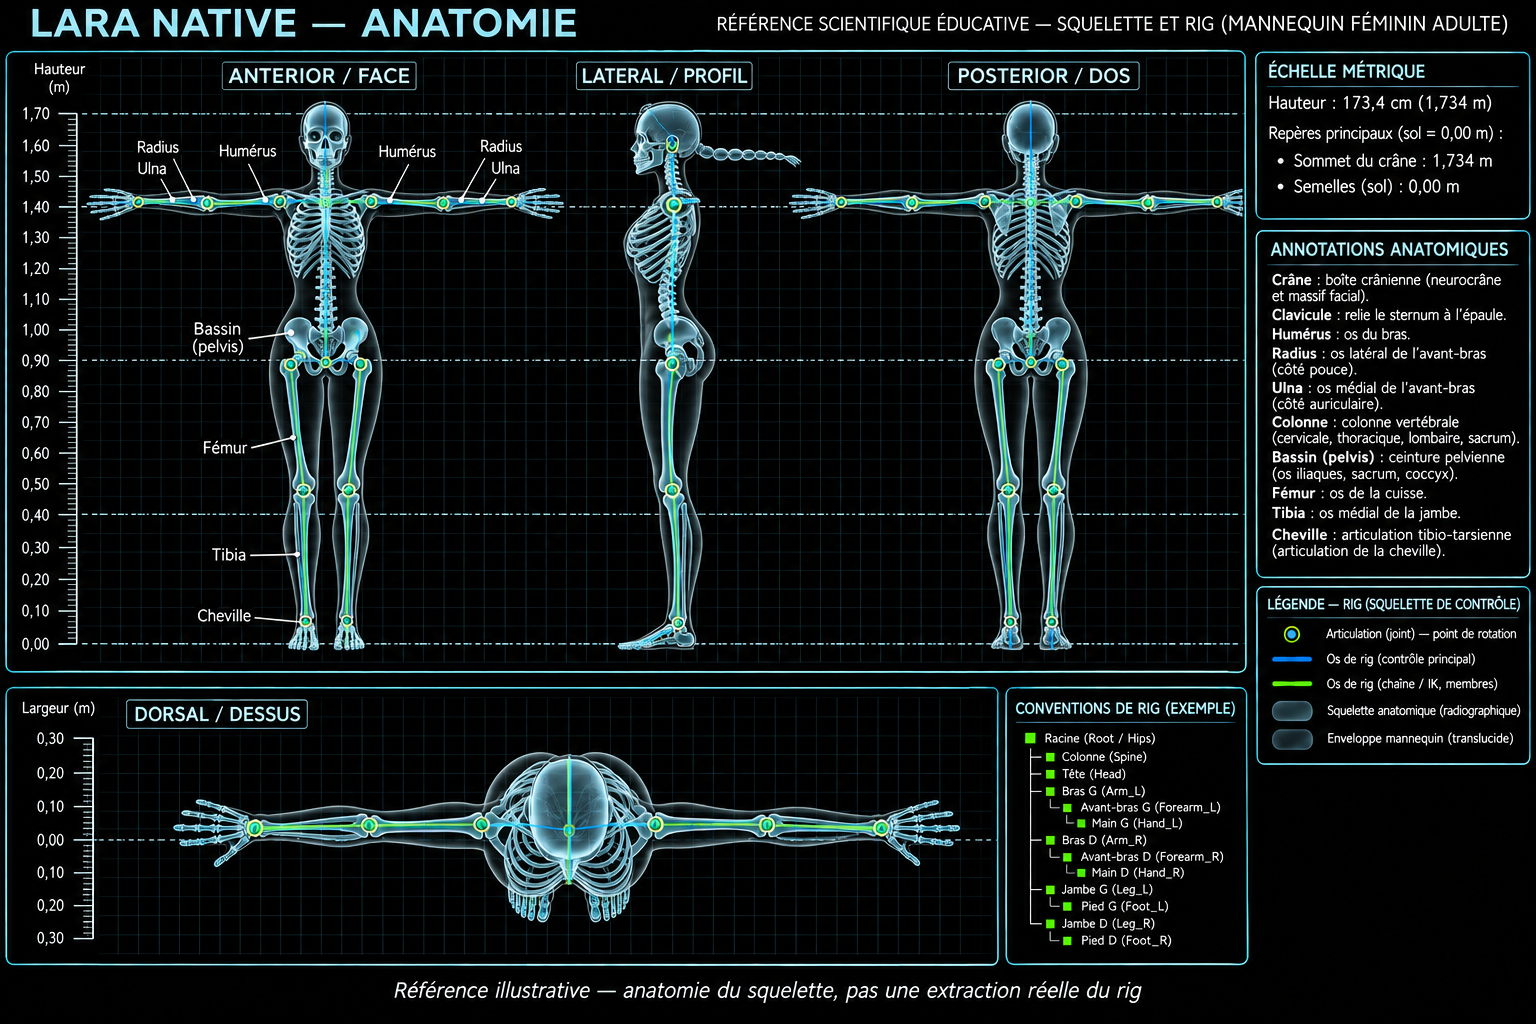 LARA NATIVE — ANATOMIE
RÉFÉRENCE SCIENTIFIQUE ÉDUCATIVE — SQUELETTE ET RIG (MANNEQUIN FÉMININ ADULTE)
Hauteur
(m)
ANTERIOR / FACE
LATERAL / PROFIL
POSTERIOR / DOS
1,70
1,60
1,50
1,40
1,30
1,20
1,10
1,00
0,90
0,80
0,70
0,60
0,50
0,40
0,30
0,20
0,10
0,00
Radius
Ulna
Humérus
Humérus
Radius
Ulna
Bassin
(pelvis)
Fémur
Tibia
Cheville
ÉCHELLE MÉTRIQUE
Hauteur : 173,4 cm (1,734 m)
Repères principaux (sol = 0,00 m) :
• Sommet du crâne : 1,734 m
• Semelles (sol) : 0,00 m
ANNOTATIONS ANATOMIQUES
Crâne : boîte crânienne (neurocrâne
et massif facial).
Clavicule : relie le sternum à l'épaule.
Humérus : os du bras.
Radius : os latéral de l'avant-bras
(côté pouce).
Ulna : os médial de l'avant-bras
(côté auriculaire).
Colonne : colonne vertébrale
(cervicale, thoracique, lombaire, sacrum).
Bassin (pelvis) : ceinture pelvienne
(os iliaques, sacrum, coccyx).
Fémur : os de la cuisse.
Tibia : os médial de la jambe.
Cheville : articulation tibio-tarsienne
(articulation de la cheville).
LÉGENDE — RIG (SQUELETTE DE CONTRÔLE)
Articulation (joint) — point de rotation
Os de rig (contrôle principal)
Os de rig (chaîne / IK, membres)
Squelette anatomique (radiographique)
Enveloppe mannequin (translucide)
Largeur (m)
DORSAL / DESSUS
0,30
0,20
0,10
0,00
0,10
0,20
0,30
CONVENTIONS DE RIG (EXEMPLE)
Racine (Root / Hips)
Colonne (Spine)
Tête (Head)
Bras G (Arm_L)
Avant-bras G (Forearm_L)
Main G (Hand_L)
Bras D (Arm_R)
Avant-bras D (Forearm_R)
Main D (Hand_R)
Jambe G (Leg_L)
Pied G (Foot_L)
Jambe D (Leg_R)
Pied D (Foot_R)
Référence illustrative — anatomie du squelette, pas une extraction réelle du rig